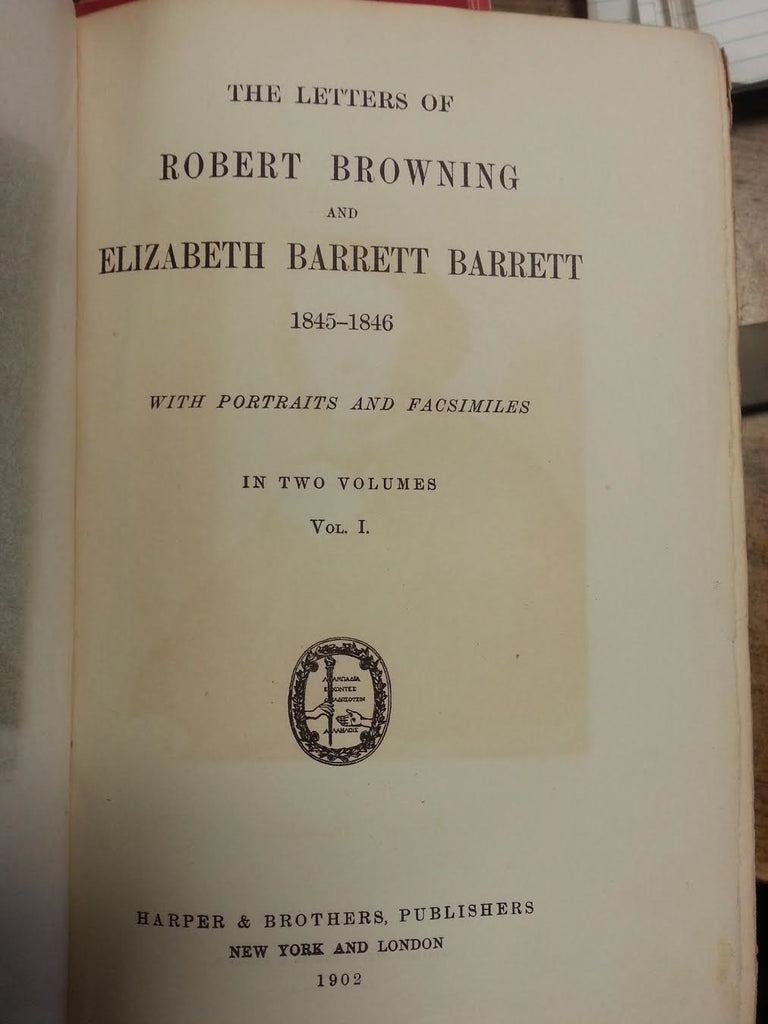 THE LETTERS OF
ROBERT BROWNING
AND
ELIZABETH BARRETT BARRETT
1845–1846
WITH PORTRAITS AND FACSIMILES
IN TWO VOLUMES
VOL. I.
HARPER & BROTHERS, PUBLISHERS
NEW YORK AND LONDON
1902